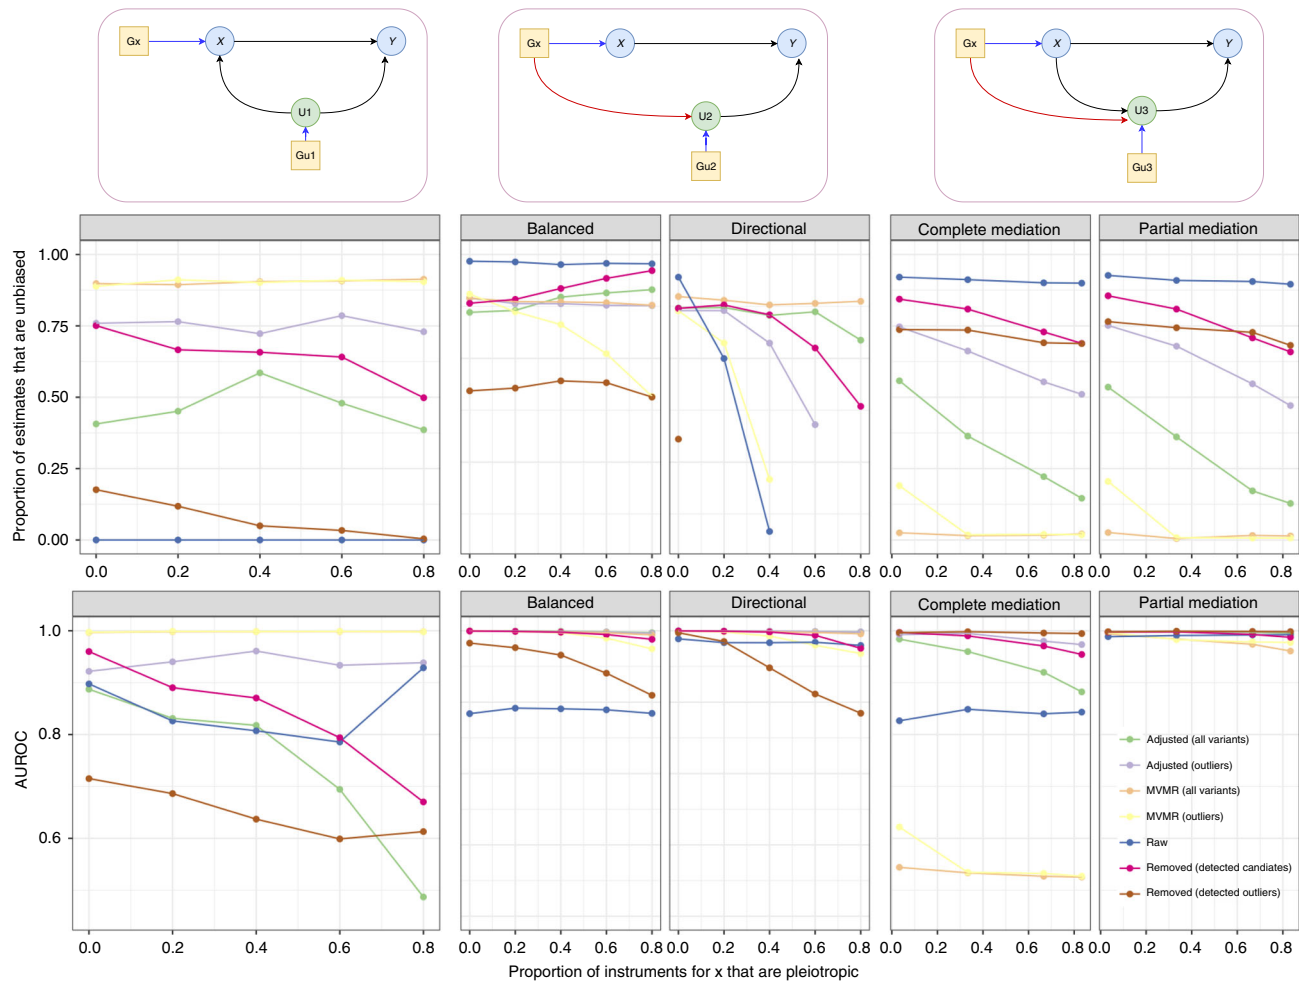 Gx X Y
U1
Gu1
Gx X Y
U2
Gu2
Gx X Y
U3
Gu3
Proportion of estimates that are unbiased
1.00
0.75
0.50
0.25
0.00
Balanced
Directional
Complete mediation
Partial mediation
0.0 0.2 0.4 0.6 0.8
0.0 0.2 0.4 0.6 0.8
0.0 0.2 0.4 0.6 0.8
0.0 0.2 0.4 0.6 0.8
0.0 0.2 0.4 0.6 0.8
AUROC
1.0
0.8
0.6
Balanced
Directional
Complete mediation
Partial mediation
Adjusted (all variants)
Adjusted (outliers)
MVMR (all variants)
MVMR (outliers)
Raw
Removed (detected candiates)
Removed (detected outliers)
0.0 0.2 0.4 0.6 0.8
0.0 0.2 0.4 0.6 0.8
0.0 0.2 0.4 0.6 0.8
0.0 0.2 0.4 0.6 0.8
0.0 0.2 0.4 0.6 0.8
Proportion of instruments for x that are pleiotropic